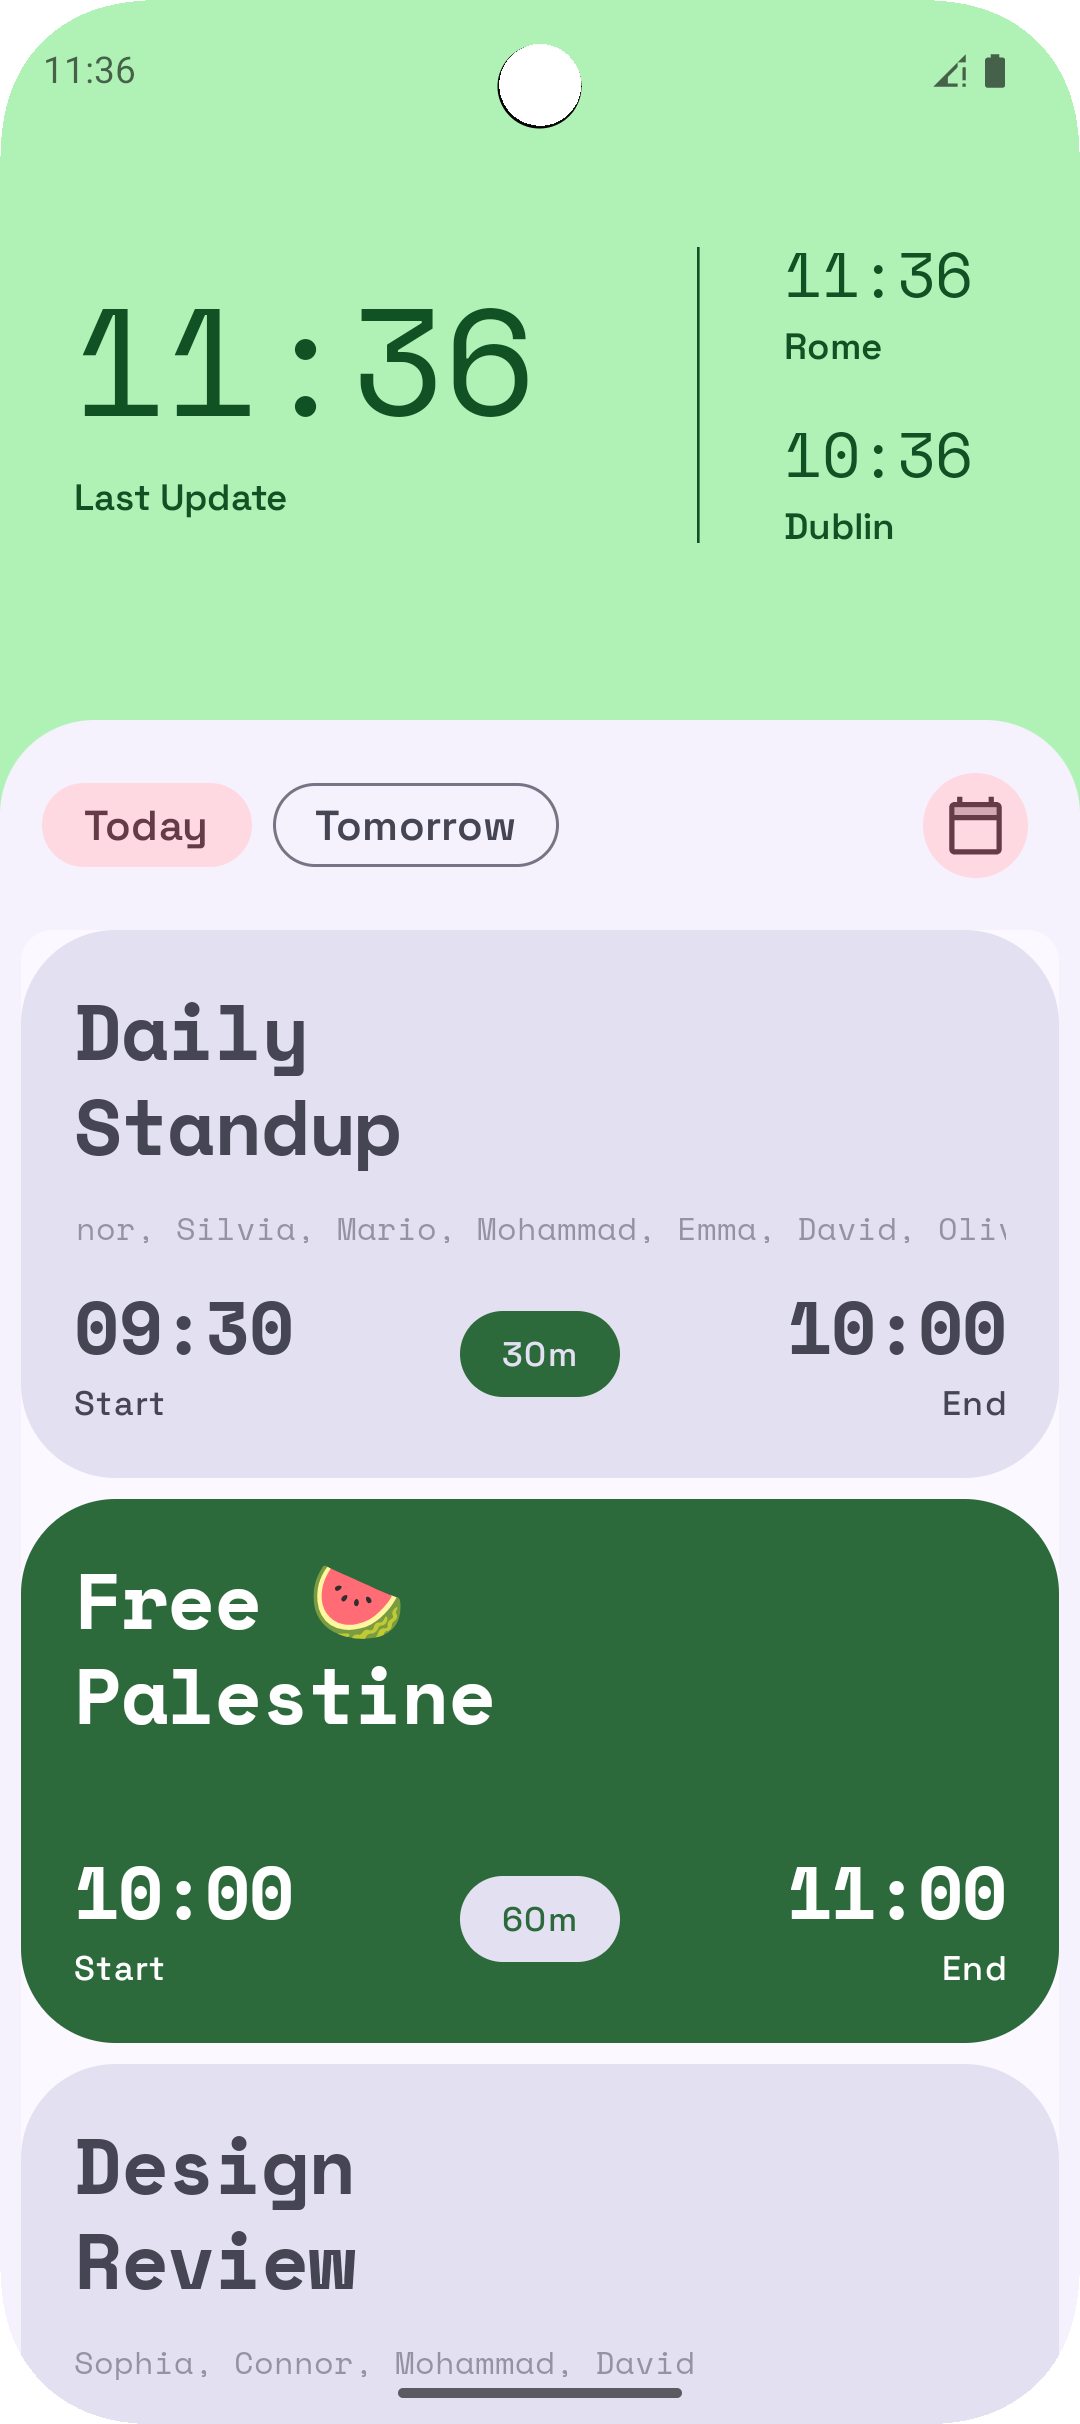 11:36
11:36
Last Update
11:36
Rome
10:36
Dublin
Today
Tomorrow
Daily
Standup
nor, Silvia, Mario, Mohammad, Emma, David, Oliv
09:30
30m
10:00
Start
End
Free 🍉
Palestine
10:00
60m
11:00
Start
End
Design
Review
Sophia, Connor, Mohammad, David